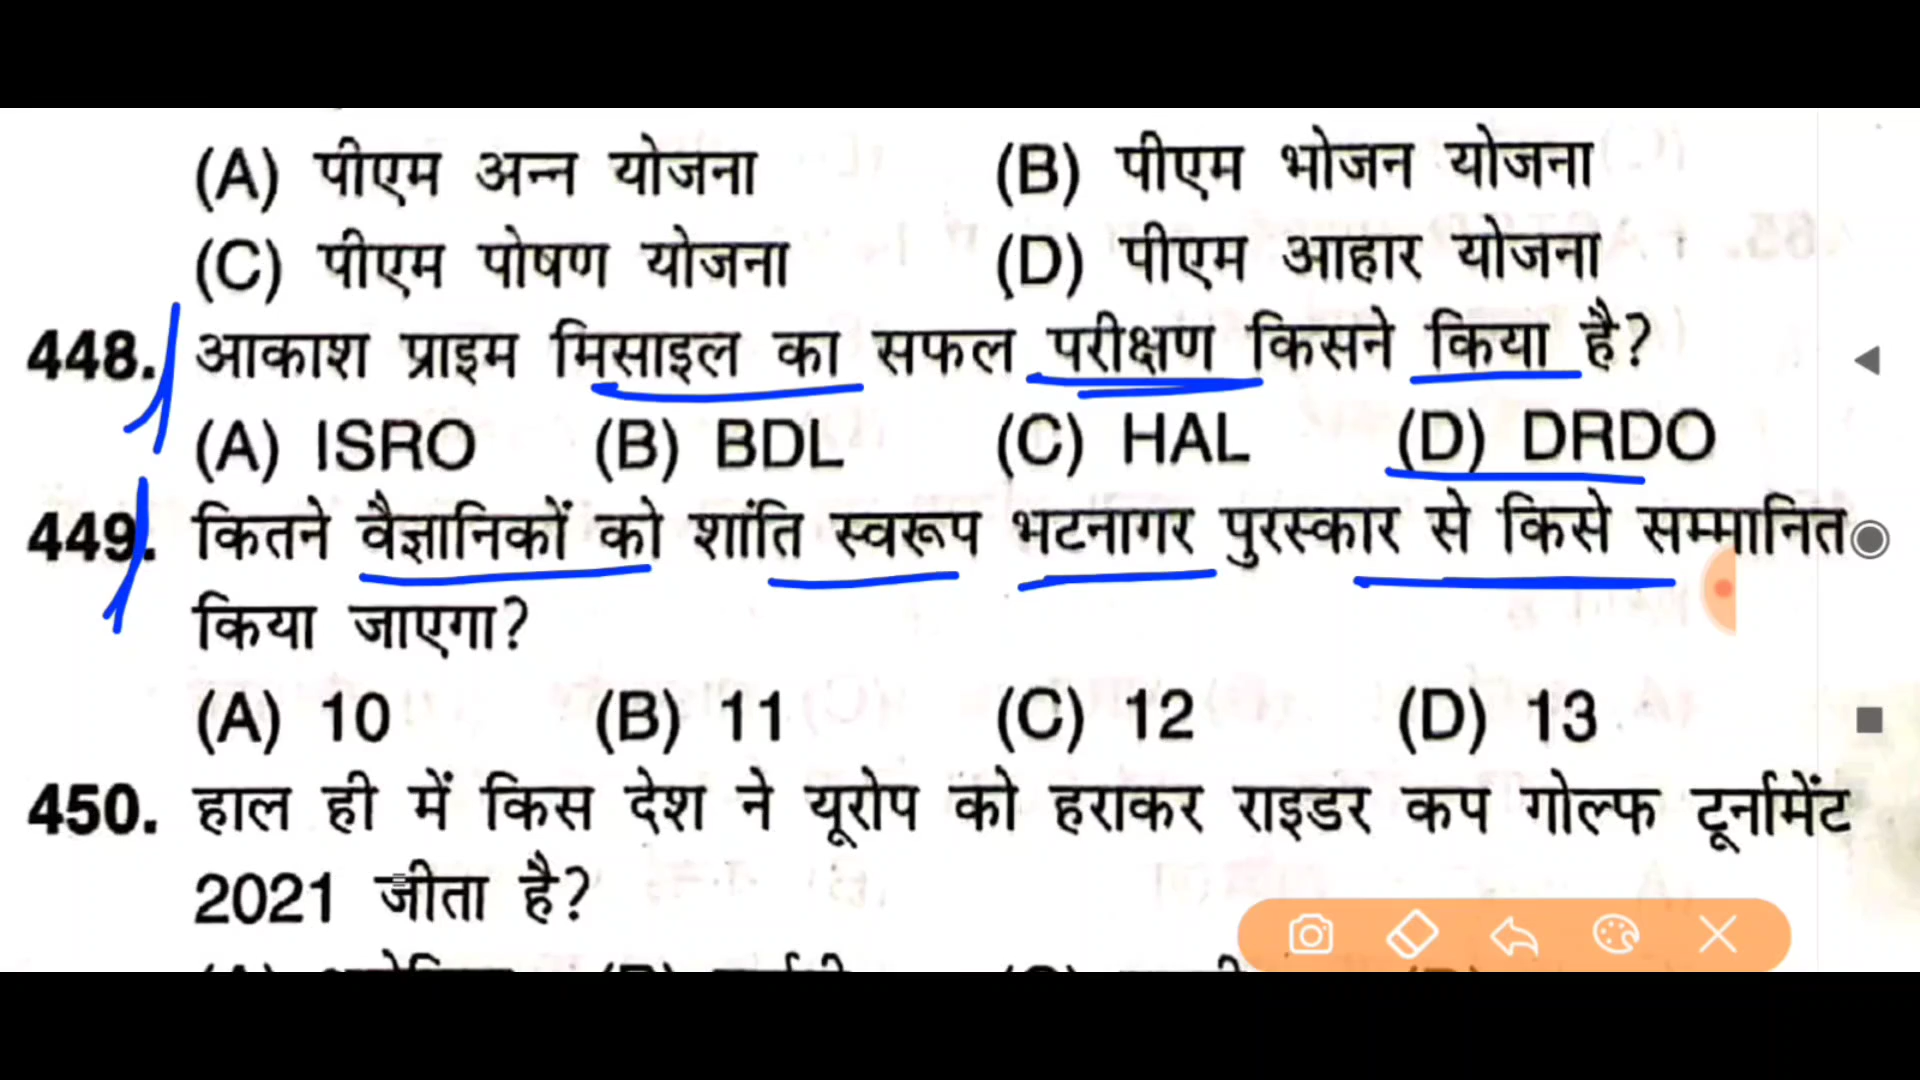 (A) पीएम अन्न योजना (B) पीएम भोजन योजना
(C) पीएम पोषण योजना (D) पीएम आहार योजना
448. आकाश प्राइम मिसाइल का सफल परीक्षण किसने किया है?
(A) ISRO (B) BDL (C) HAL (D) DRDO
449. कितने वैज्ञानिकों को शांति स्वरूप भटनागर पुरस्कार से किसे सम्मानित
किया जाएगा?
(A) 10 (B) 11 (C) 12 (D) 13
450. हाल ही में किस देश ने यूरोप को हराकर राइडर कप गोल्फ टूर्नामेंट
2021 जीता है?